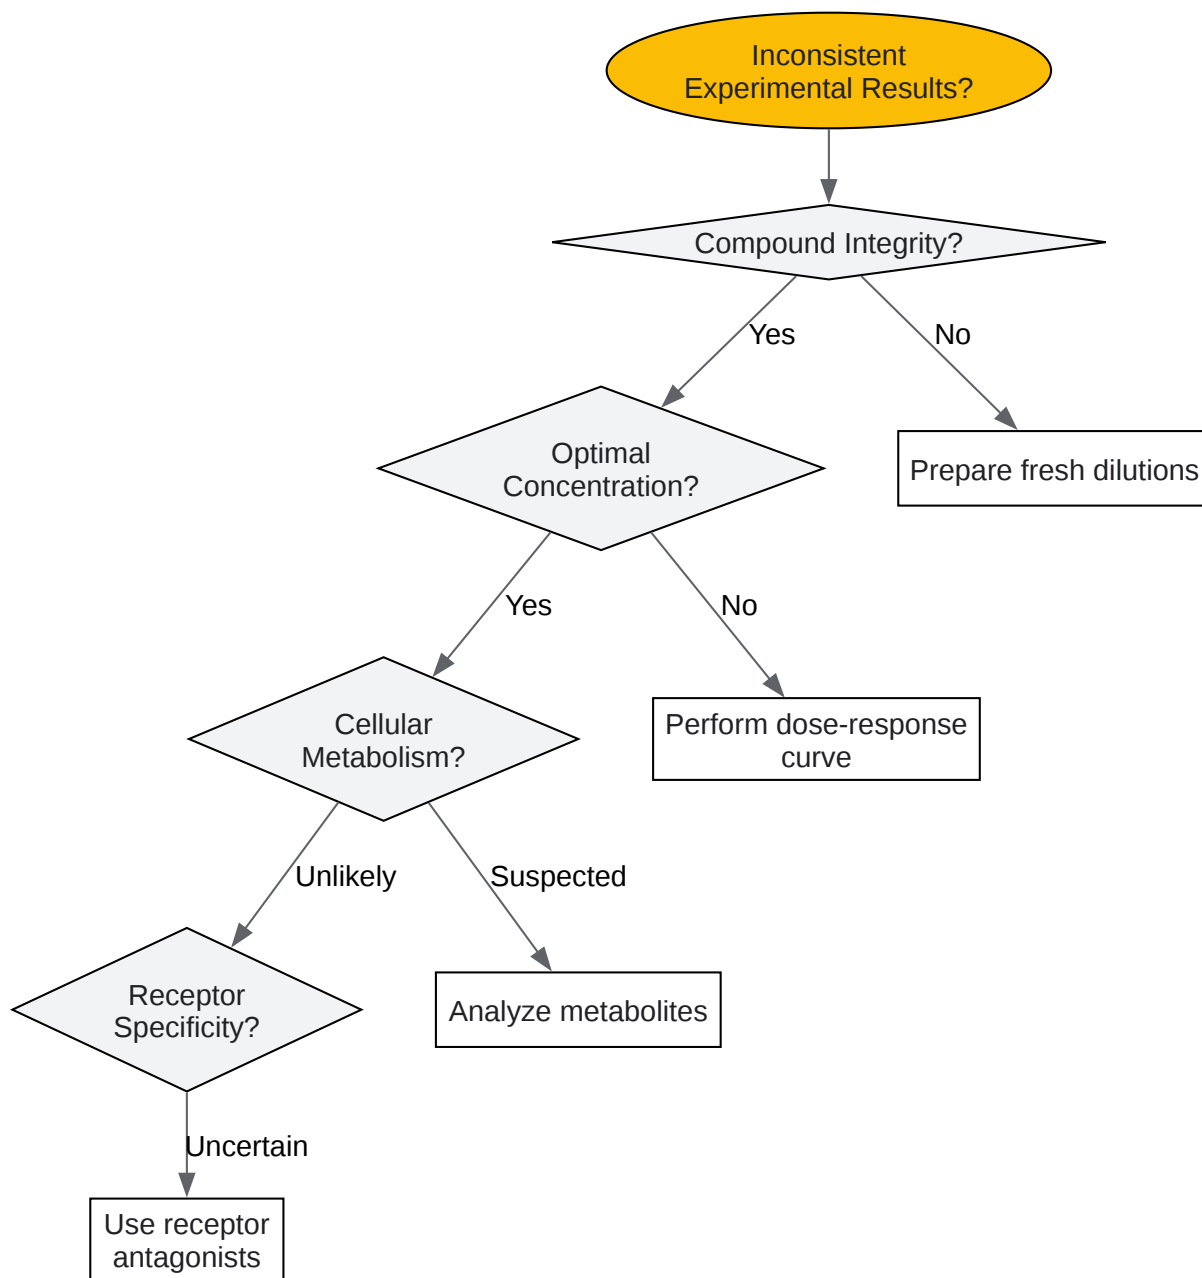 Inconsistent
Experimental Results?
Compound Integrity?
Yes
No
Optimal
Concentration?
Prepare fresh dilutions
Yes
No
Cellular
Metabolism?
Perform dose-response
curve
Unlikely
Suspected
Receptor
Specificity?
Analyze metabolites
Uncertain
Use receptor
antagonists